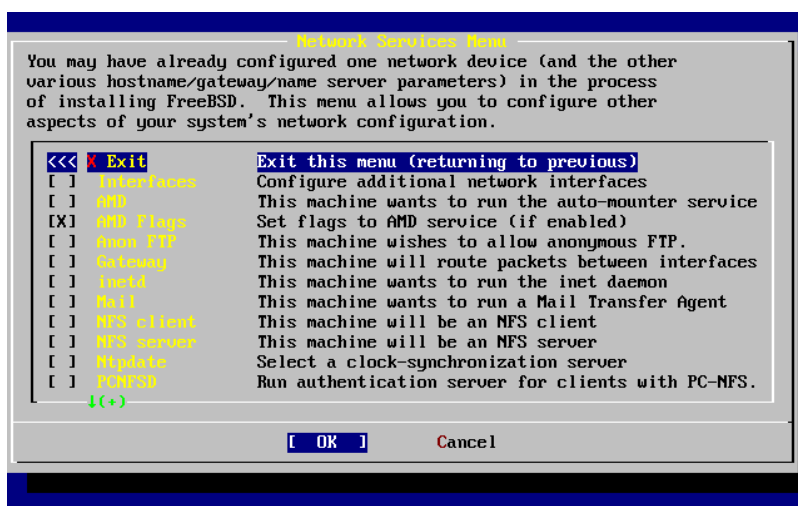 Network Services Menu
You may have already configured one network device (and the other
various hostname/gateway/name server parameters) in the process
of installing FreeBSD.  This menu allows you to configure other
aspects of your system's network configuration.
<<< X Exit Exit this menu (returning to previous)
[ ] Interfaces Configure additional network interfaces
[ ] AMD This machine wants to run the auto-mounter service
[X] AMD Flags Set flags to AMD service (if enabled)
[ ] Anon FTP This machine wishes to allow anonymous FTP.
[ ] Gateway This machine will route packets between interfaces
[ ] inetd This machine wants to run the inet daemon
[ ] Mail This machine wants to run a Mail Transfer Agent
[ ] NFS client This machine will be an NFS client
[ ] NFS server This machine will be an NFS server
[ ] Ntpdate Select a clock-synchronization server
[ ] PCNFSD Run authentication server for clients with PC-NFS.
↓(+)
[ OK ] Cancel